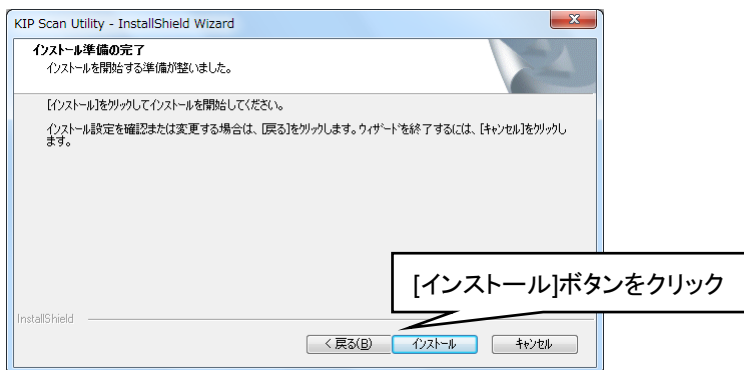 KIP Scan Utility - InstallShield Wizard
インストール準備の完了
インストールを開始する準備が整いました。
[インストール]をクリックしてインストールを開始してください。
インストール設定を確認または変更する場合は、[戻る]をクリックします。ウィザードを終了するには、[キャンセル]をクリックし
ます。
[インストール]ボタンをクリック
InstallShield
< 戻る(B)
インストール
キャンセル